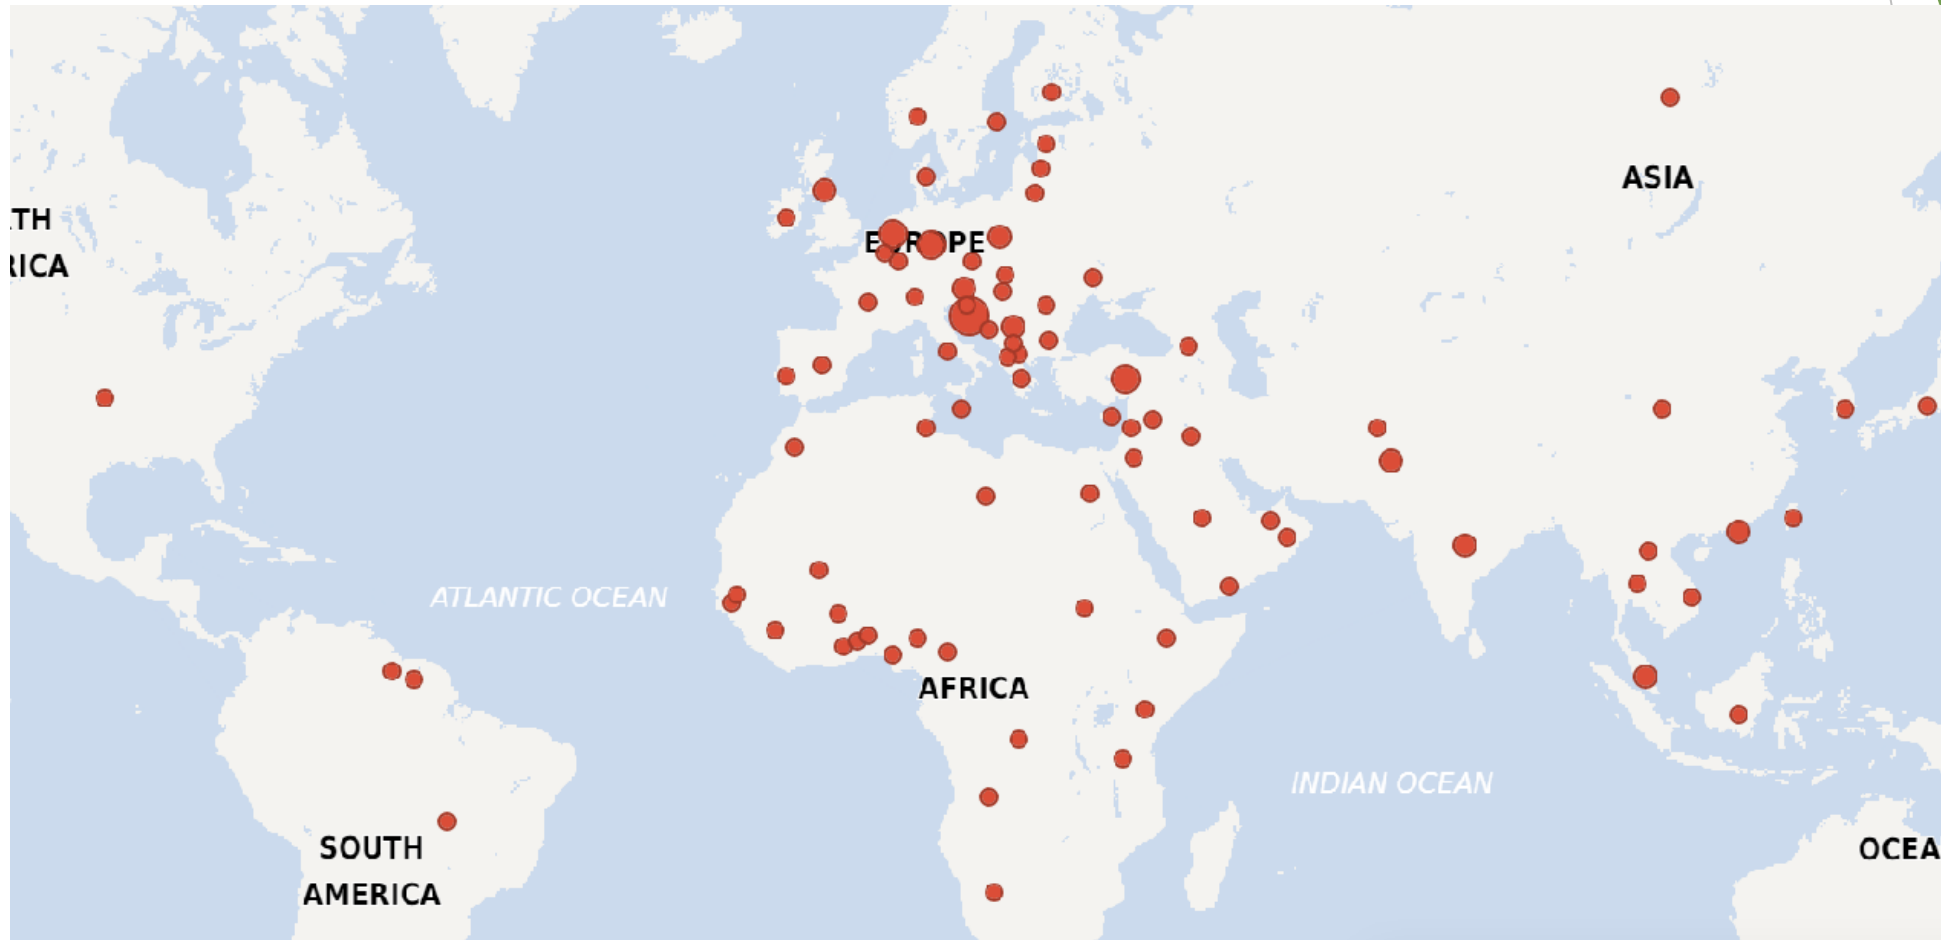 ASIA
TH
RICA
EUROPE
ATLANTIC OCEAN
AFRICA
INDIAN OCEAN
SOUTH
AMERICA
OCEA